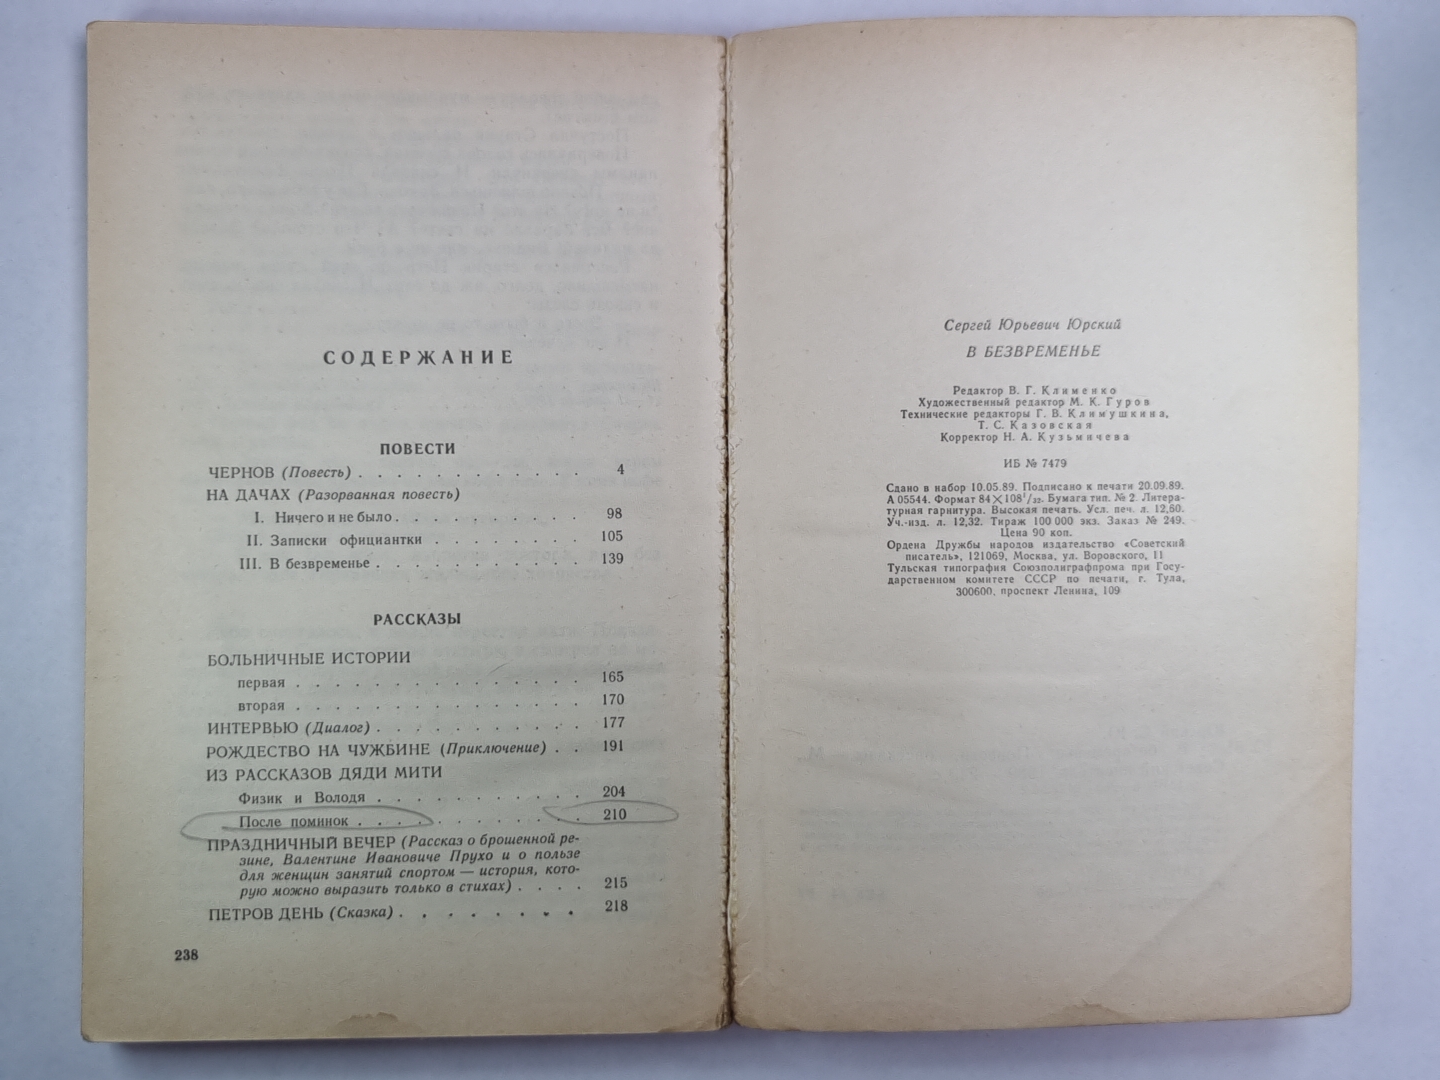 СОДЕРЖАНИЕ
ПОВЕСТИ
ЧЕРНОВ (Повесть) . . . . . . . . . . . . . 4
НА ДАЧАХ (Разорванная повесть)
I. Ничего и не было . . . . . . . . . . 98
II. Записки официантки . . . . . . . . 105
III. В безвременье . . . . . . . . . . . 139
РАССКАЗЫ
БОЛЬНИЧНЫЕ ИСТОРИИ
первая . . . . . . . . . . . . . . . 165
вторая . . . . . . . . . . . . . . . 170
ИНТЕРВЬЮ (Диалог) . . . . . . . . . . . 177
РОЖДЕСТВО НА ЧУЖБИНЕ (Приключение) . . 191
ИЗ РАССКАЗОВ ДЯДИ МИТИ
Физик и Володя . . . . . . . . . . . 204
После поминок . . . . . . . . . . . . 210
ПРАЗДНИЧНЫЙ ВЕЧЕР (Рассказ о брошенной ре-
зине, Валентине Ивановиче Прухо и о пользе
для женщин занятий спортом — история, кото-
рую можно выразить только в стихах) . . . . 215
ПЕТРОВ ДЕНЬ (Сказка) . . . . . . . . 218
238
Сергей Юрьевич Юрский
В БЕЗВРЕМЕНЬЕ
Редактор В. Г. Клименко
Художественный редактор М. К. Гуров
Технические редакторы Г. В. Климушкина,
Т. С. Казовская
Корректор Н. А. Кузьмичева
ИБ № 7479
Сдано в набор 10.05.89. Подписано к печати 20.09.89.
А 05544. Формат 84×108¹/₃₂. Бумага тип. № 2. Литера-
турная гарнитура. Высокая печать. Усл. печ. л. 12,60.
Уч.-изд. л. 12,32. Тираж 100 000 экз. Заказ № 249.
Цена 90 коп.
Ордена Дружбы народов издательство «Советский
писатель», 121069, Москва, ул. Воровского, 11
Тульская типография Союзполиграфпрома при Госу-
дарственном комитете СССР по печати, г. Тула,
300600, проспект Ленина, 109